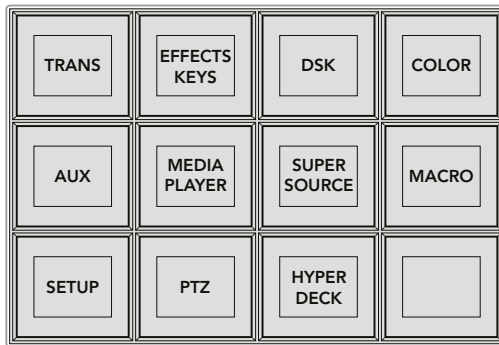 TRANS
EFFECTS
KEYS
DSK
COLOR
AUX
MEDIA
PLAYER
SUPER
SOURCE
MACRO
SETUP
PTZ
HYPER
DECK